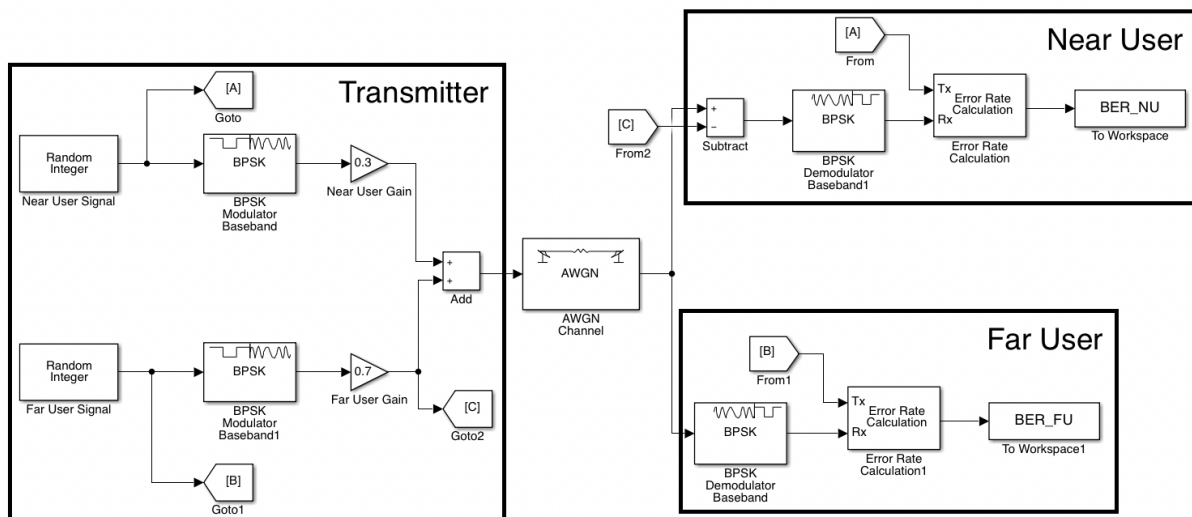 Transmitter
[A]
Goto
Random
Integer
Near User Signal
BPSK
BPSK
Modulator
Baseband
0.3
Near User Gain
+
+
Add
Random
Integer
Far User Signal
BPSK
BPSK
Modulator
Baseband1
0.7
Far User Gain
[C]
Goto2
[B]
Goto1
AWGN
AWGN
Channel
Near User
[A]
From
[C]
From2
+
−
Subtract
BPSK
BPSK
Demodulator
Baseband1
Tx
Error Rate
Calculation
Rx
Error Rate
Calculation
BER_NU
To Workspace
Far User
[B]
From1
BPSK
BPSK
Demodulator
Baseband
Tx
Error Rate
Calculation
Rx
Error Rate
Calculation1
BER_FU
To Workspace1